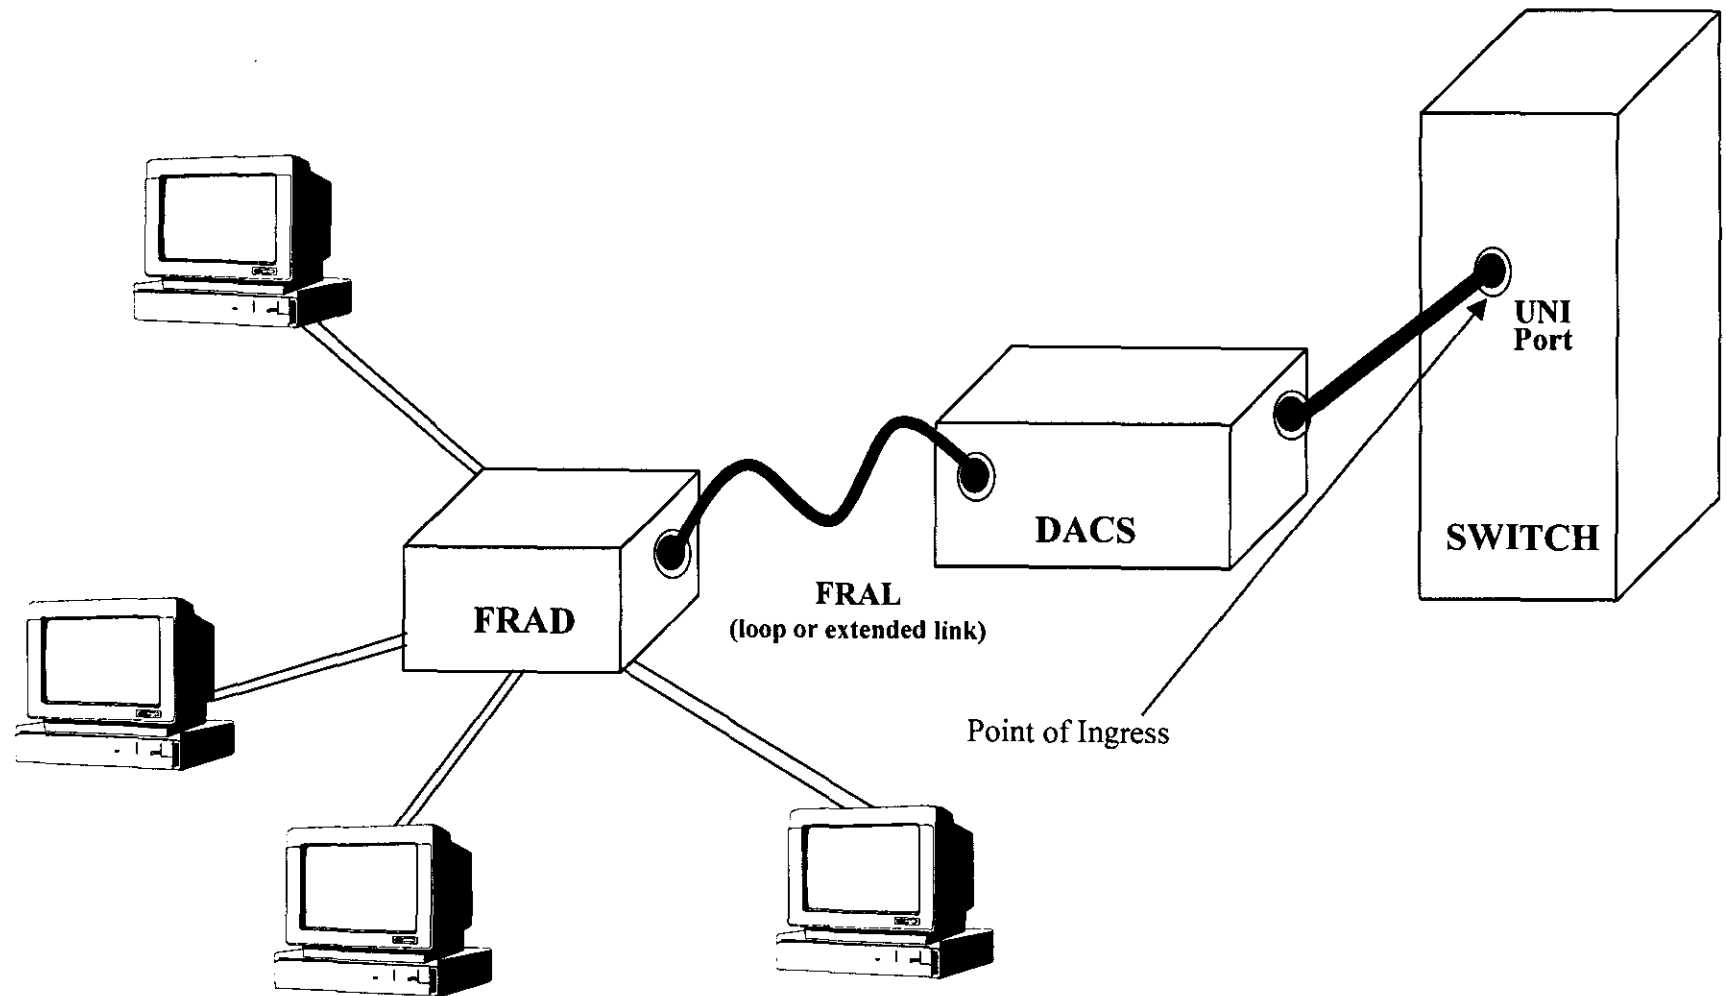 UNI
Port
DACS
SWITCH
FRAL
(loop or extended link)
FRAD
Point of Ingress